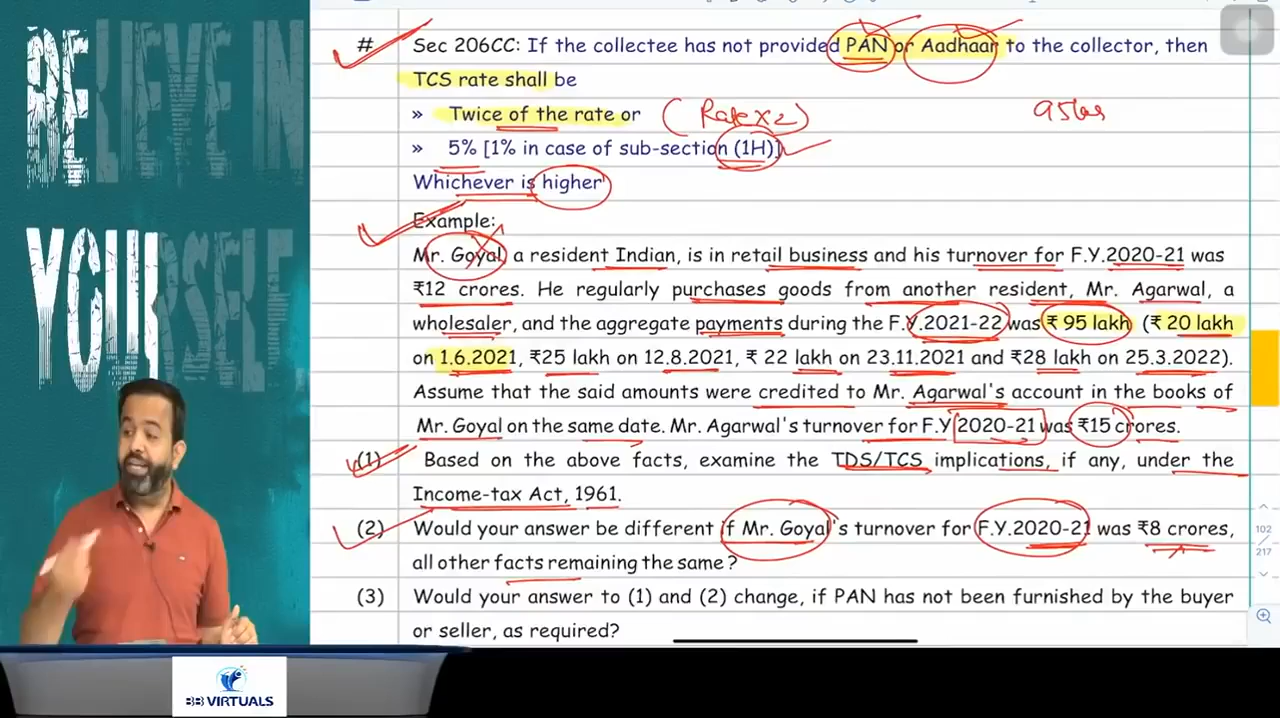 BELIEVE IN
YOURSELF
# Sec 206CC: If the collectee has not provided PAN or Aadhaar to the collector, then
TCS rate shall be
» Twice of the rate or (Rate x 2) 95
» 5% [1% in case of sub-section (1H)]
Whichever is higher
Example:
Mr. Goyal, a resident Indian, is in retail business and his turnover for F.Y.2020-21 was
₹12 crores. He regularly purchases goods from another resident, Mr. Agarwal, a
wholesaler, and the aggregate payments during the F.Y.2021-22 was ₹ 95 lakh (₹ 20 lakh
on 1.6.2021, ₹25 lakh on 12.8.2021, ₹ 22 lakh on 23.11.2021 and ₹28 lakh on 25.3.2022).
Assume that the said amounts were credited to Mr. Agarwal's account in the books of
Mr. Goyal on the same date. Mr. Agarwal's turnover for F.Y 2020-21 was ₹15 crores.
(1) Based on the above facts, examine the TDS/TCS implications, if any, under the
Income-tax Act, 1961.
(2) Would your answer be different if Mr. Goyal's turnover for F.Y.2020-21 was ₹8 crores,
all other facts remaining the same?
(3) Would your answer to (1) and (2) change, if PAN has not been furnished by the buyer
or seller, as required?
102
217
BB VIRTUALS